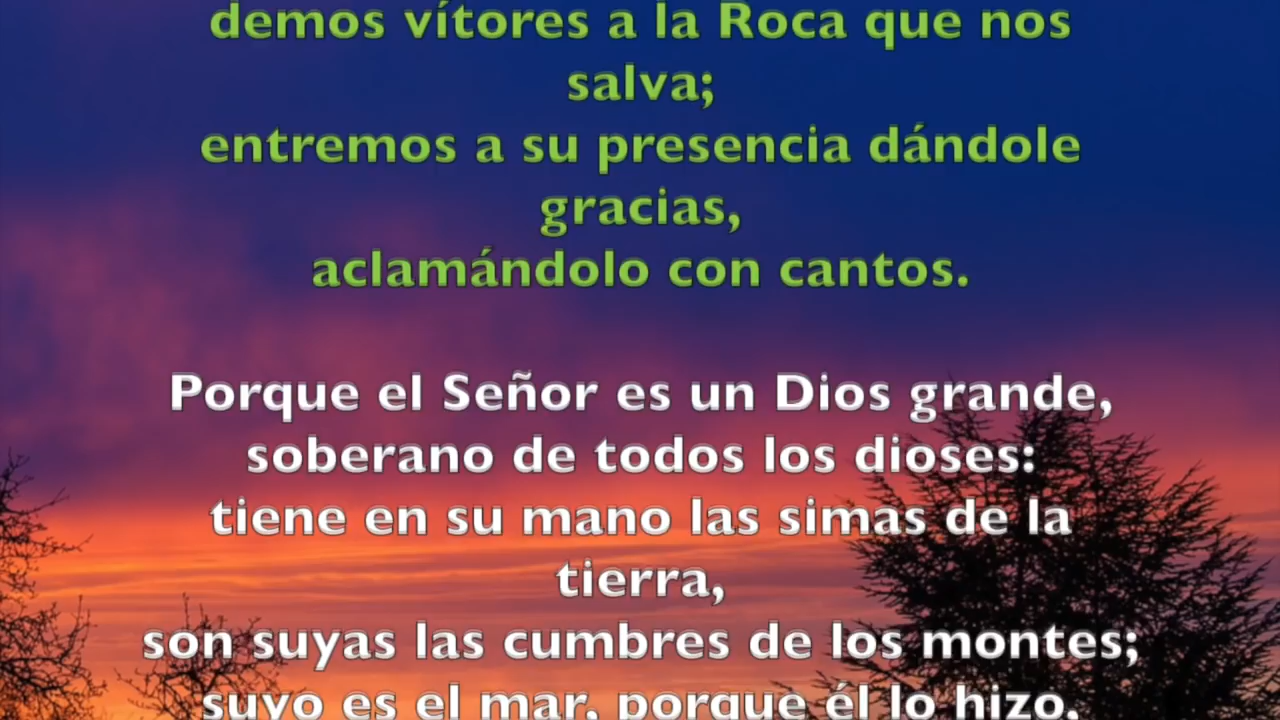 demos vítores a la Roca que nos
salva;
entremos a su presencia dándole
gracias,
aclamándolo con cantos.
Porque el Señor es un Dios grande,
soberano de todos los dioses:
tiene en su mano las simas de la
tierra,
son suyas las cumbres de los montes;
suyo es el mar, porque él lo hizo,